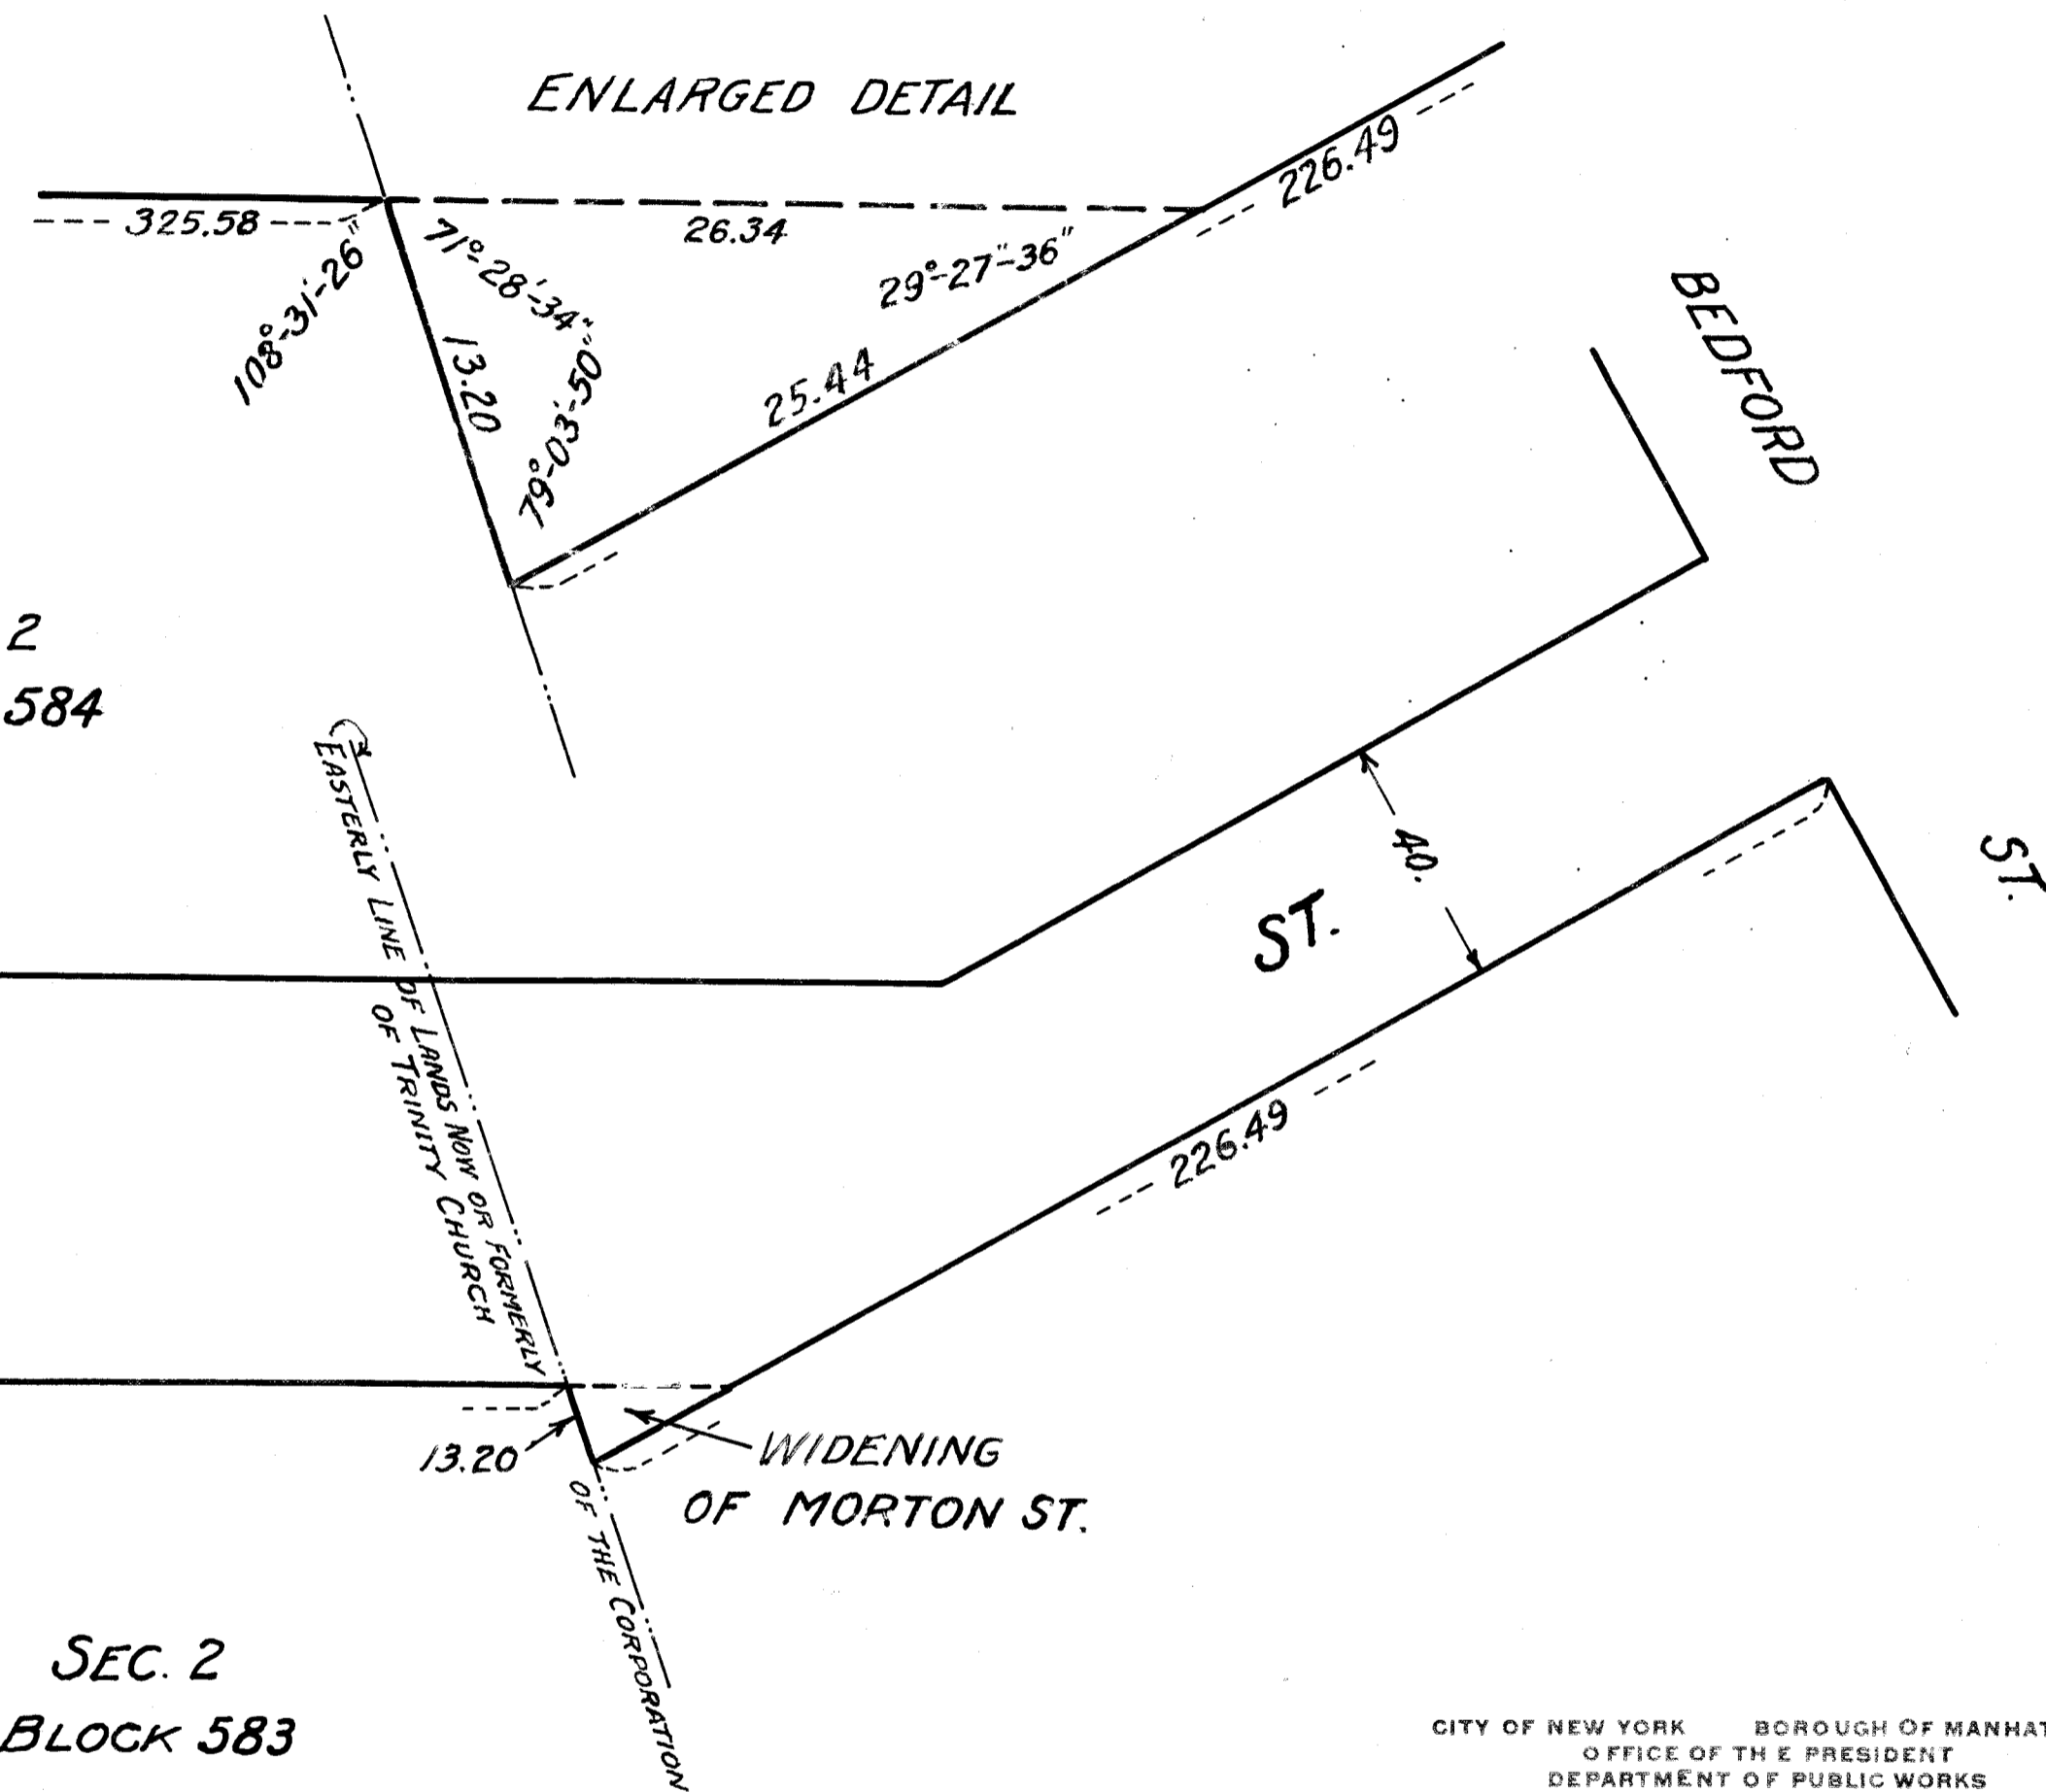 ENLARGED DETAIL
226.49
325.58
26.34
108°-31'-26"
71°-28'-34"
29°-27'-36"
13.20
79°-03'-50"
25.44
BEDFORD
ST.
2
584
40.
ST.
EASTERLY LINE OF LANDS NOW OR FORMERLY
OF TRINITY CHURCH
226.49
13.20
WIDENING
OF MORTON ST.
OF THE CORPORATION
SEC. 2
BLOCK 583
CITY OF NEW YORK BOROUGH OF MANHAT
OFFICE OF THE PRESIDENT
DEPARTMENT OF PUBLIC WORKS